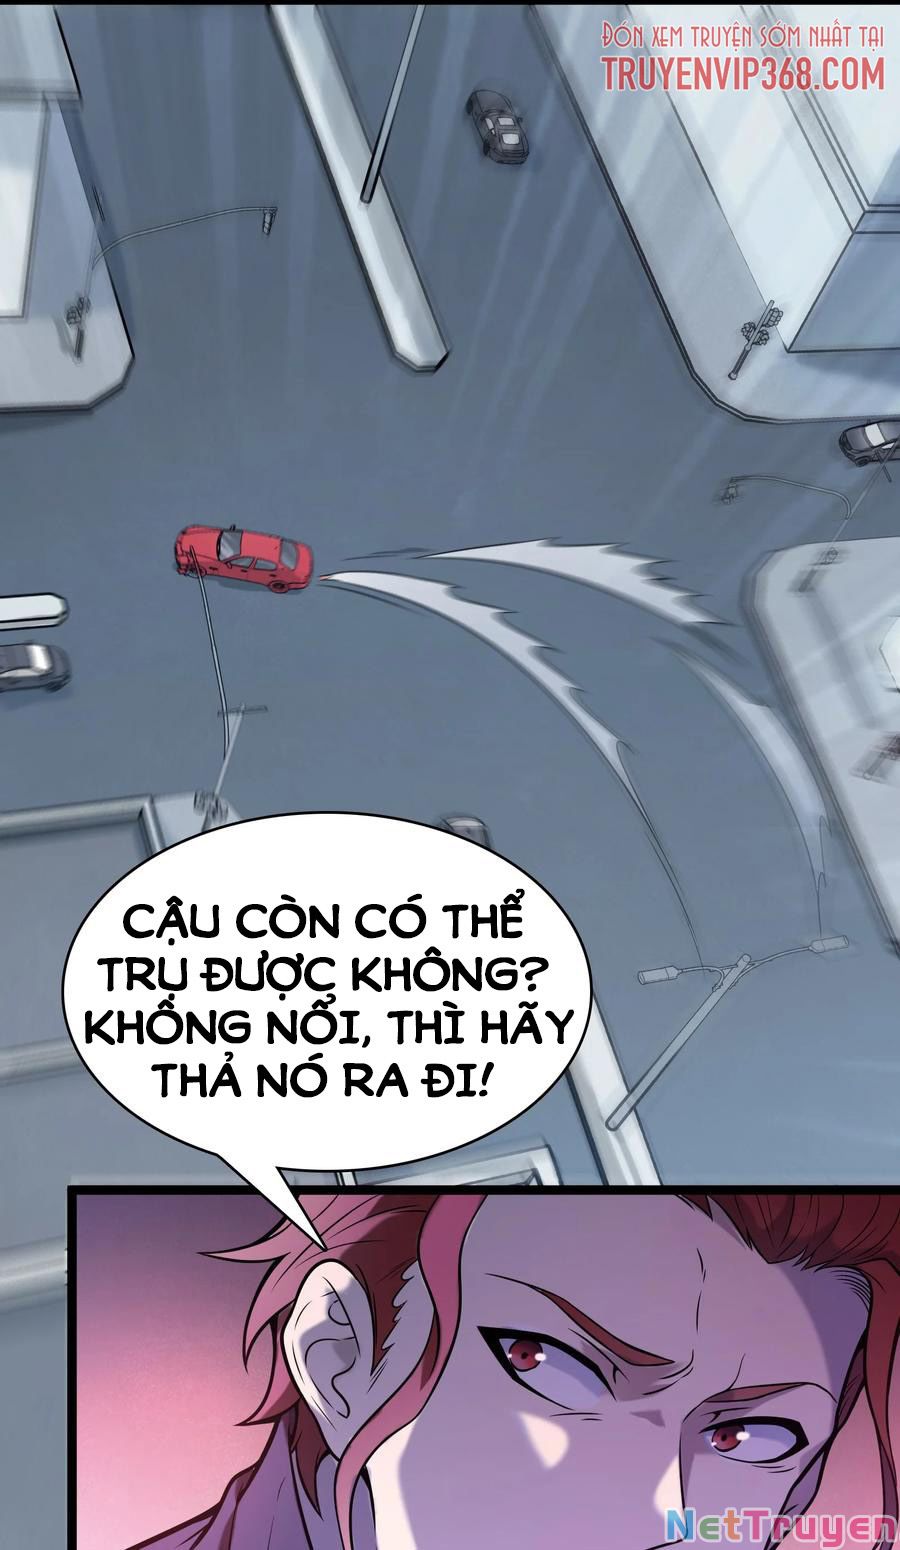 ĐÓN XEM TRUYỆN SỚM NHẤT TẠI
TRUYENVIP368.COM
CẬU CÒN CÓ THỂ
TRỤ ĐƯỢC KHÔNG?
KHÔNG NỔI, THÌ HÃY
THẢ NÓ RA ĐI!
NetTruyen